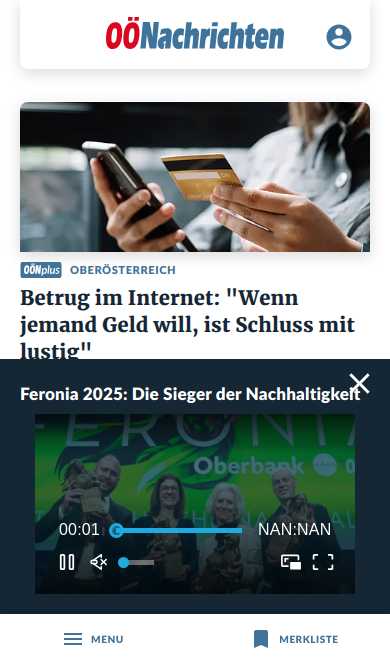 OÖNachrichten
OÖNplus OBERÖSTERREICH
Betrug im Internet: "Wenn
jemand Geld will, ist Schluss mit
lustig"
Feronia 2025: Die Sieger der Nachhaltigkeit
FERONIA
Oberbank
00:01
NAN:NAN
MENU
MERKLISTE